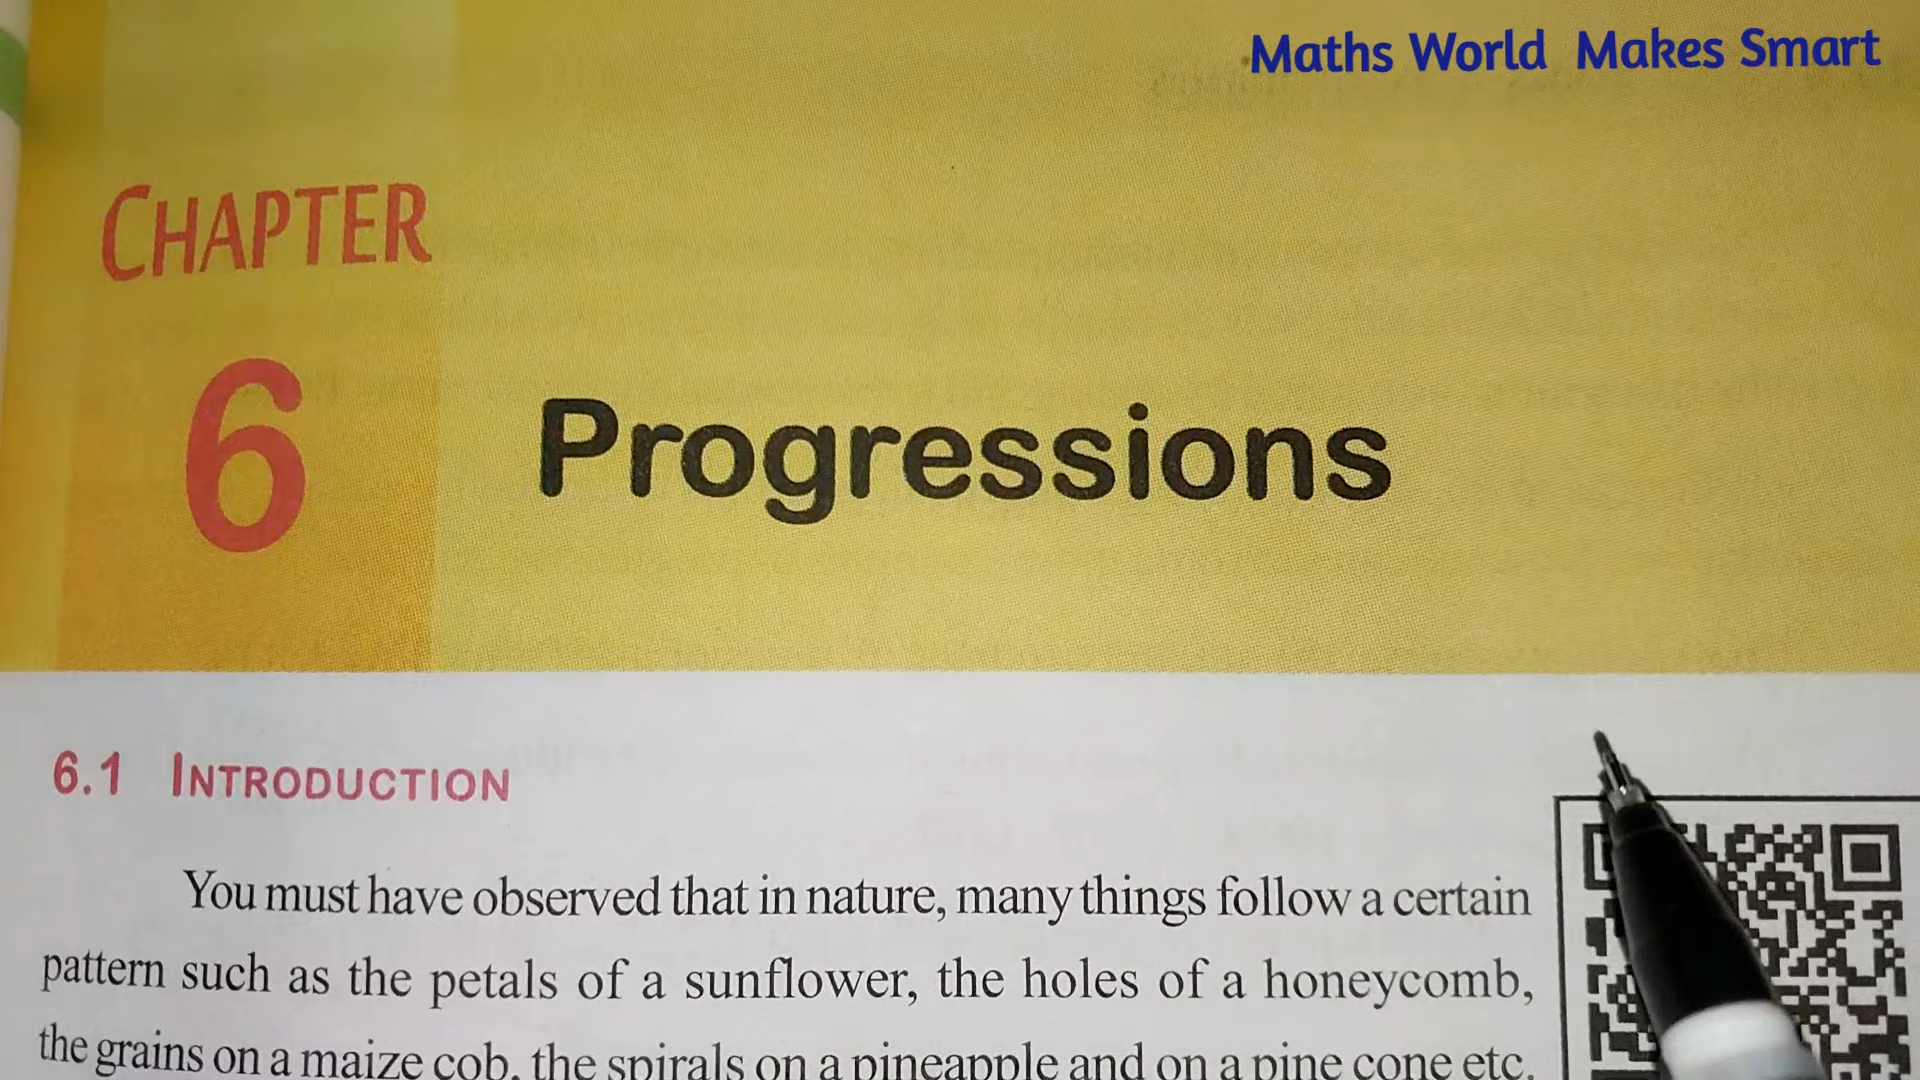 Maths World Makes Smart
CHAPTER
6
Progressions
6.1 INTRODUCTION
You must have observed that in nature, many things follow a certain
pattern such as the petals of a sunflower, the holes of a honeycomb,
the grains on a maize cob, the spirals on a pineapple and on a pine cone etc.